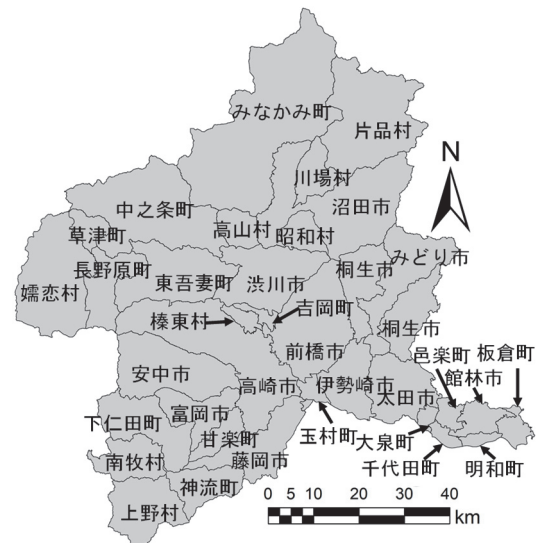 みなかみ町
片品村
N
川場村
中之条町
沼田市
高山村
昭和村
草津町
みどり市
長野原町
桐生市
東吾妻町
渋川市
嬬恋村
吉岡町
榛東村
桐生市
前橋市
邑楽町
板倉町
安中市
館林市
高崎市
伊勢崎市
太田市
富岡市
下仁田町
甘楽町
玉村町
大泉町
南牧村
藤岡市
千代田町
明和町
神流町
上野村
0 5 10 20 30 40
km